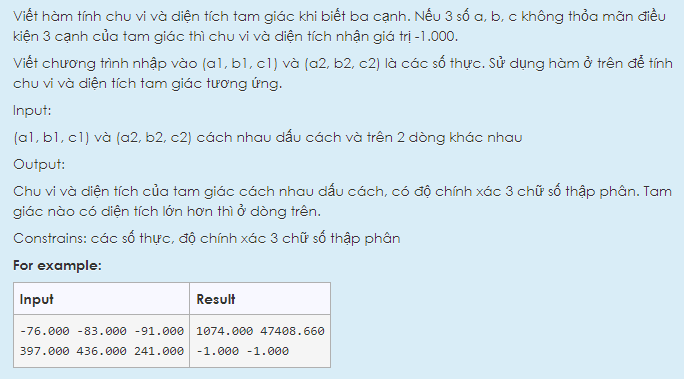 Viết hàm tính chu vi và diện tích tam giác khi biết ba cạnh. Nếu 3 số a, b, c không thỏa mãn điều
kiện 3 cạnh của tam giác thì chu vi và diện tích nhận giá trị -1.000.
Viết chương trình nhập vào (a1, b1, c1) và (a2, b2, c2) là các số thực. Sử dụng hàm ở trên để tính
chu vi và diện tích tam giác tương ứng.
Input:
(a1, b1, c1) và (a2, b2, c2) cách nhau dấu cách và trên 2 dòng khác nhau
Output:
Chu vi và diện tích của tam giác cách nhau dấu cách, có độ chính xác 3 chữ số thập phân. Tam
giác nào có diện tích lớn hơn thì ở dòng trên.
Constrains: các số thực, độ chính xác 3 chữ số thập phân
For example:
Input Result
-76.000 -83.000 -91.000 1074.000 47408.660
397.000 436.000 241.000 -1.000 -1.000